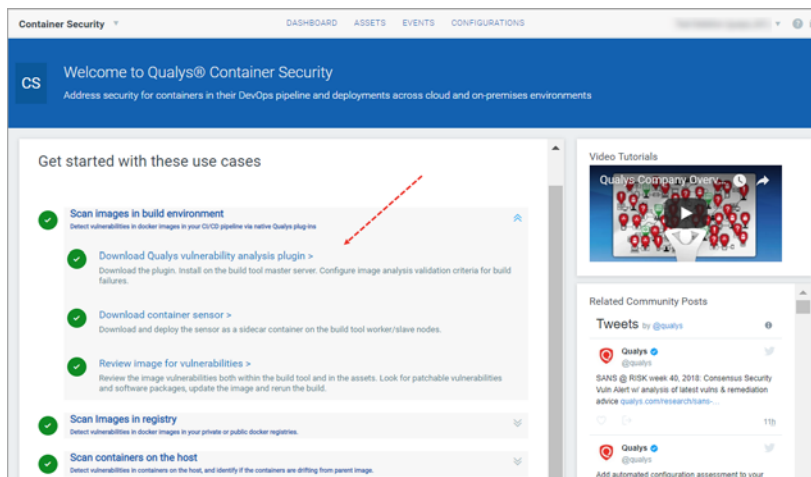 Container Security
DASHBOARD ASSETS EVENTS CONFIGURATIONS
CS
Welcome to Qualys® Container Security
Address security for containers in their DevOps pipeline and deployments across cloud and on-premises environments
Get started with these use cases
Scan images in build environment
Detect vulnerabilities in docker images in your CI/CD pipeline via native Qualys plug-ins
Download Qualys vulnerability analysis plugin >
Download the plugin. Install on the build tool master server. Configure image analysis validation criteria for build
failures.
Download container sensor >
Download and deploy the sensor as a sidecar container on the build tool worker/slave nodes.
Review image for vulnerabilities >
Review the image vulnerabilities both within the build tool and in the assets. Look for patchable vulnerabilities
and software packages, update the image and rerun the build.
Scan Images in registry
Detect vulnerabilities in docker images in your private or public docker registries.
Scan containers on the host
Detect vulnerabilities in containers on the host, and identify if the containers are drifting from parent image.
Video Tutorials
Qualys Company Overv...
Related Community Posts
Tweets by @qualys
Qualys
@qualys
SANS @ RISK week 40, 2018: Consensus Security
Vuln Alert w/ analysis of latest vulns & remediation
advice qualys.com/research/sans-...
11h
Qualys
@qualys
Add automated configuration assessment to your